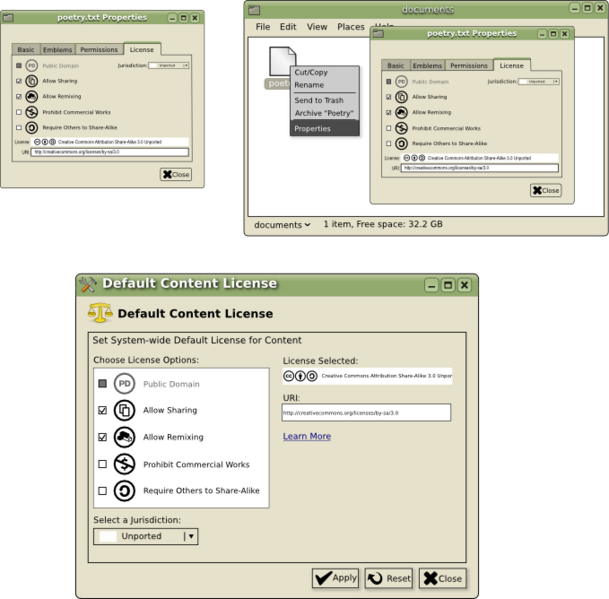 poetry.txt Properties
Basic Emblems Permissions License
PD Public Domain Jurisdiction: Unported
Allow Sharing
Allow Remixing
Prohibit Commercial Works
Require Others to Share-Alike
License: Creative Commons Attribution Share-Alike 3.0 Unported
URI: http://creativecommons.org/licenses/by-sa/3.0
Close
documents
File Edit View Places Help
poet
Cut/Copy
Rename
Send to Trash
Archive "Poetry"
Properties
poetry.txt Properties
Basic Emblems Permissions License
PD Public Domain Jurisdiction: Unported
Allow Sharing
Allow Remixing
Prohibit Commercial Works
Require Others to Share-Alike
License: Creative Commons Attribution Share-Alike 3.0 Unported
URI: http://creativecommons.org/licenses/by-sa/3.0
Close
documents 1 item, Free space: 32.2 GB
Default Content License
Default Content License
Set System-wide Default License for Content
Choose License Options:
PD Public Domain
Allow Sharing
Allow Remixing
Prohibit Commercial Works
Require Others to Share-Alike
Select a Jurisdiction:
Unported
License Selected:
cc Creative Commons Attribution Share-Alike 3.0 Unpor
URI:
http://creativecommons.org/licenses/by-sa/3.0
Learn More
Apply Reset Close